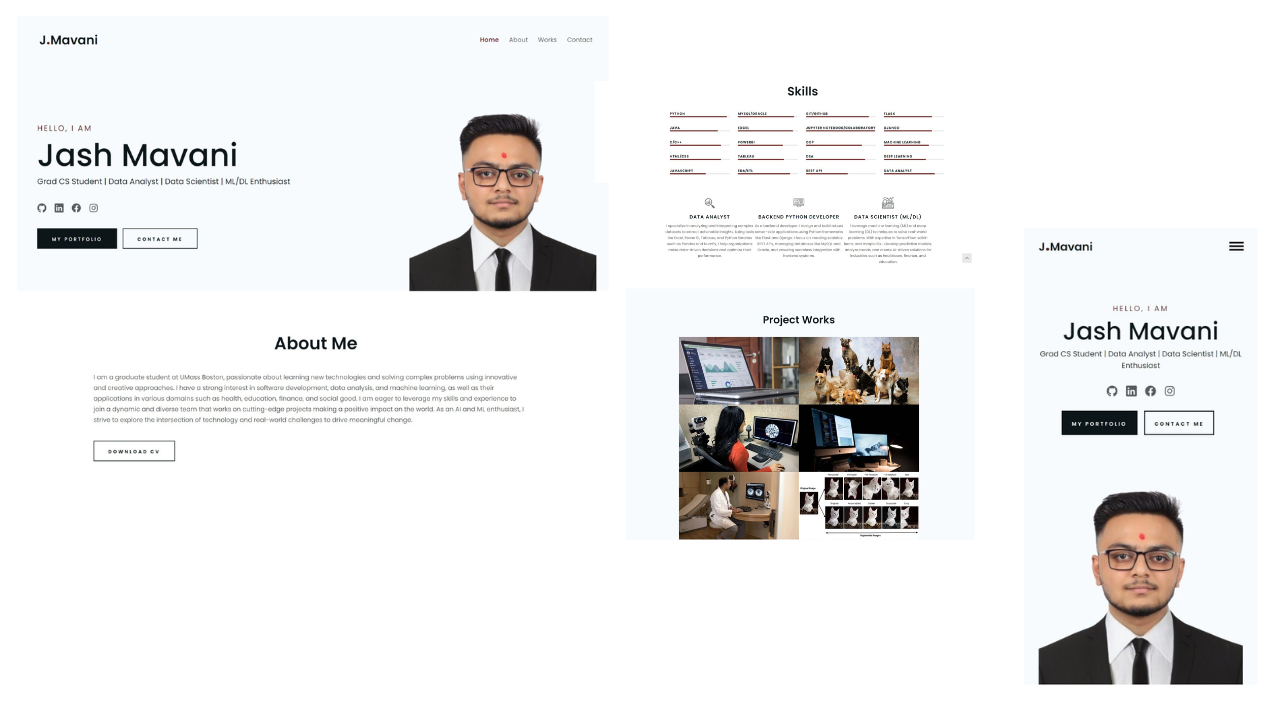 J.Mavani
Home About Works Contact
HELLO, I AM
Jash Mavani
Grad CS Student | Data Analyst | Data Scientist | ML/DL Enthusiast
MY PORTFOLIO CONTACT ME
About Me
I am a graduate student at UMass Boston, passionate about learning new technologies and solving complex problems using innovative
and creative approaches. I have a strong interest in software development, data analysis, and machine learning, as well as their
applications in various domains such as health, education, finance, and social good. I am eager to leverage my skills and experience to
join a dynamic and diverse team that works on cutting-edge projects making a positive impact on the world. As an AI and ML enthusiast, I
strive to explore the intersection of technology and real-world challenges to drive meaningful change.
DOWNLOAD CV
Skills
PYTHON MYSQL/ORACLE GIT/GITHUB FLASK
JAVA EXCEL JUPYTER NOTEBOOK/COLLABORATORY DJANGO
C/C++ POWERBI OOP MACHINE LEARNING
HTML/CSS TABLEAU DSA DEEP LEARNING
JAVASCRIPT EDA/ETL REST API DATA ANALYST
DATA ANALYST
BACKEND PYTHON DEVELOPER
DATA SCIENTIST (ML/DL)
Project Works
J.Mavani
HELLO, I AM
Jash Mavani
Grad CS Student | Data Analyst | Data Scientist | ML/DL
Enthusiast
MY PORTFOLIO CONTACT ME